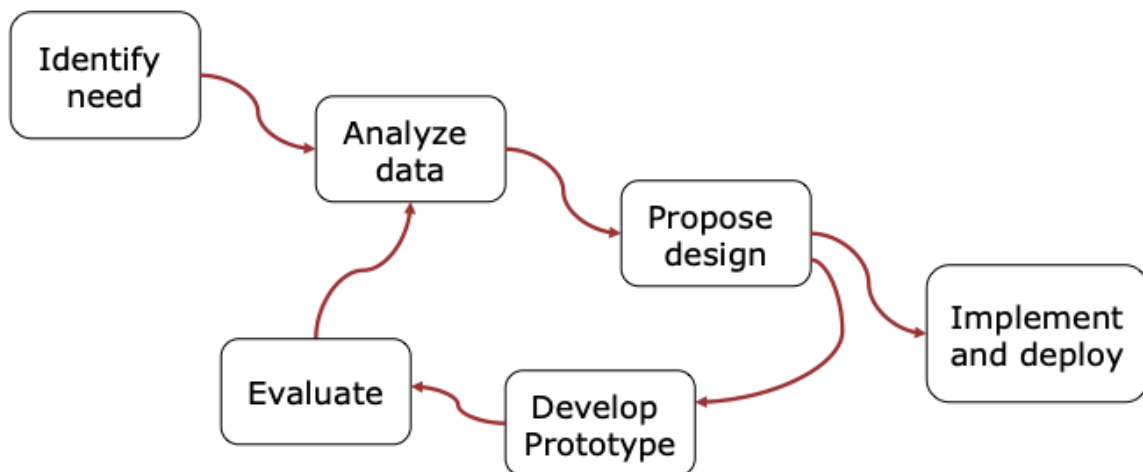 Identify
need
Analyze
data
Propose
design
Implement
and deploy
Evaluate
Develop
Prototype